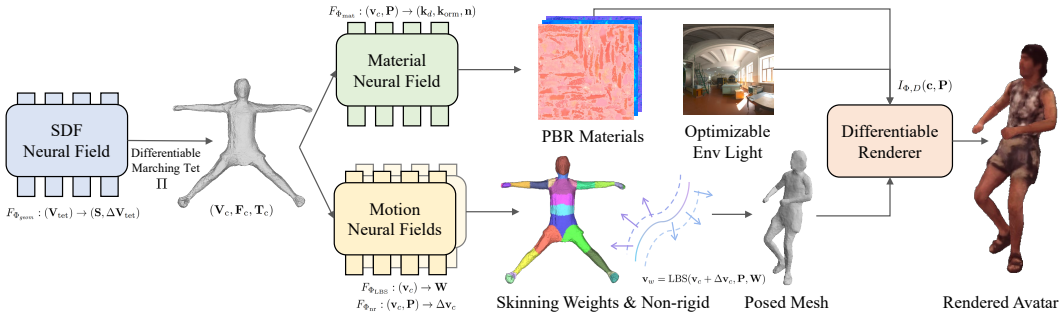 F_{Φ_mat} : (v_c, P) → (k_d, k_orm, n)
Material
Neural Field
SDF
Neural Field
Differentiable
Marching Tet
Π
F_{Φ_geom} : (V_tet) → (S, ΔV_tet)
(V_c, F_c, T_c)
Motion
Neural Fields
F_{Φ_LBS} : (v_c) → W
F_{Φ_nr} : (v_c, P) → Δv_c
PBR Materials
Optimizable
Env Light
Skinning Weights & Non-rigid
v_w = LBS(v_c + Δv_c, P, W)
Posed Mesh
I_{Φ,D}(c, P)
Differentiable
Renderer
Rendered Avatar